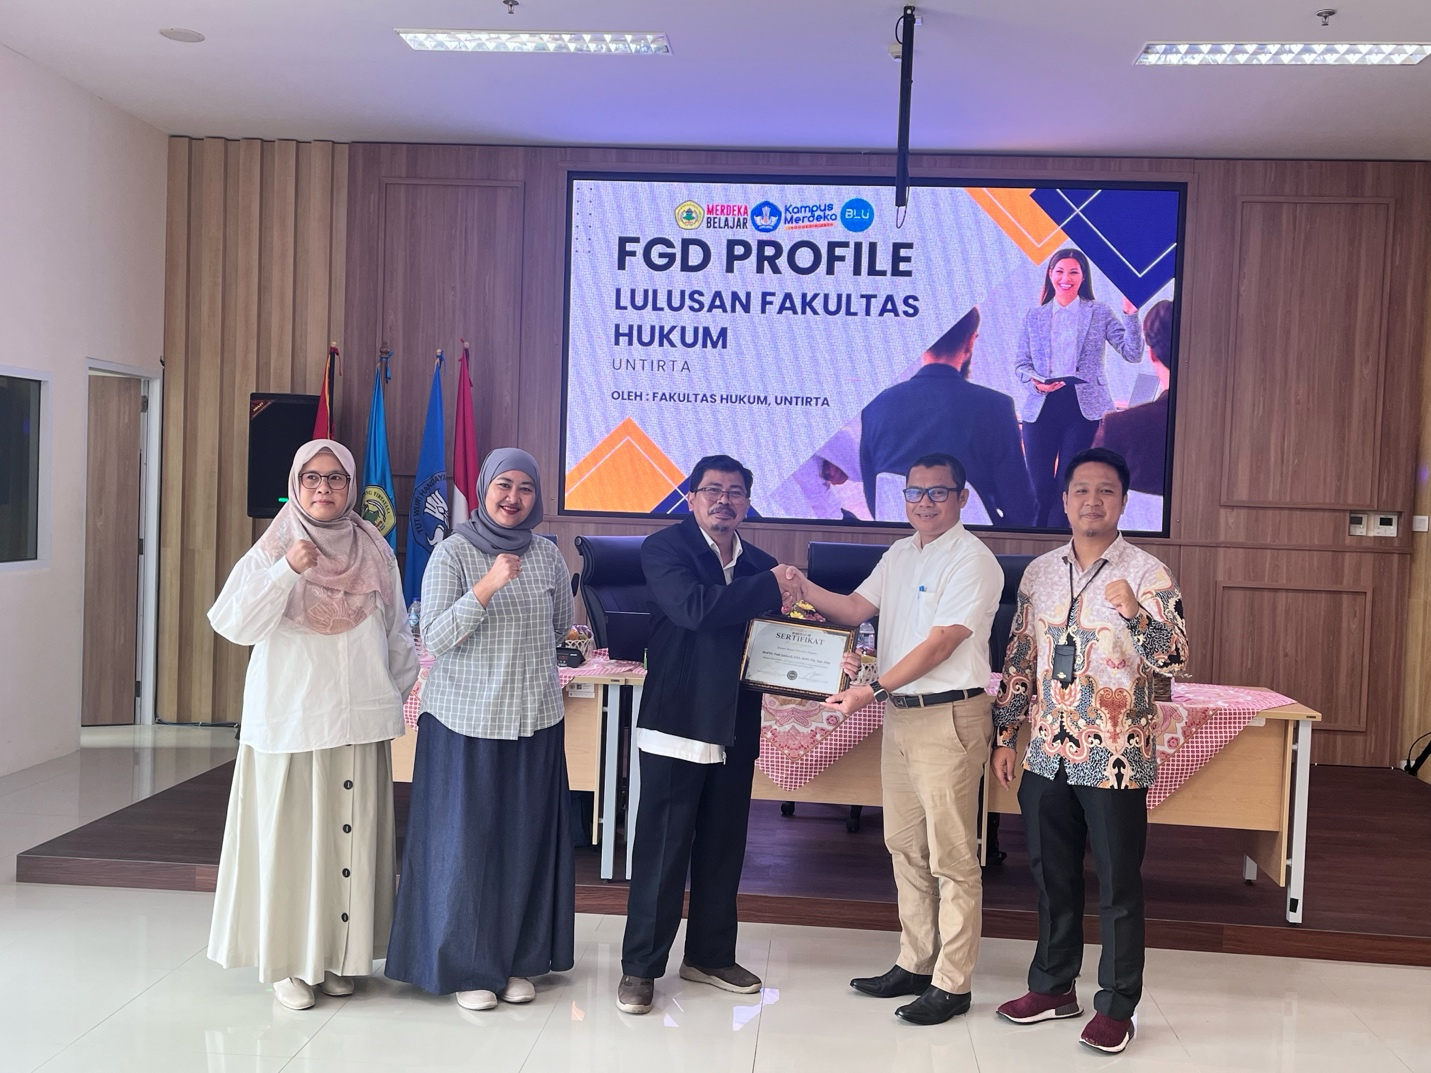 MERDEKA
BELAJAR
Kampus
Merdeka
BLU
FGD PROFILE
LULUSAN FAKULTAS
HUKUM
UNTIRTA
OLEH : FAKULTAS HUKUM, UNTIRTA
SERTIFIKAT